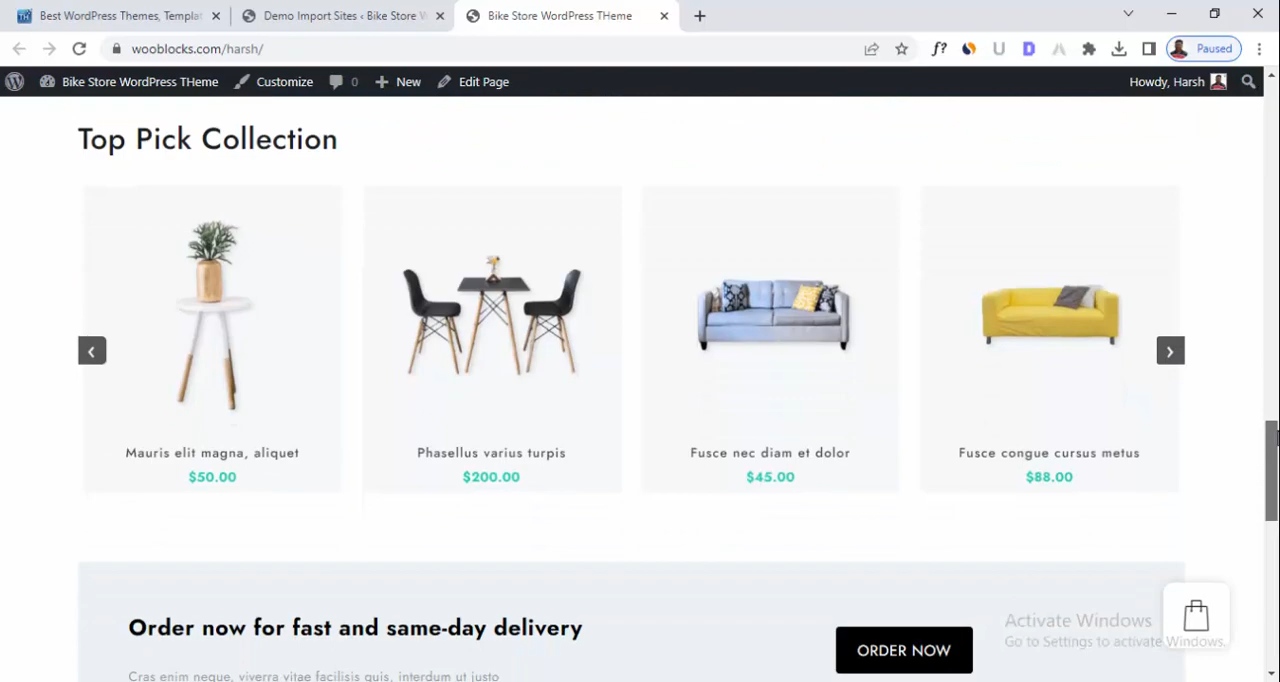 Best WordPress Themes, Templat
Demo Import Sites ‹ Bike Store W
Bike Store WordPress THeme
wooblocks.com/harsh/
f?
U
D
Paused
Bike Store WordPress THeme
Customize
0
New
Edit Page
Howdy, Harsh
Top Pick Collection
Mauris elit magna, aliquet
$50.00
Phasellus varius turpis
$200.00
Fusce nec diam et dolor
$45.00
Fusce congue cursus metus
$88.00
Order now for fast and same-day delivery
Cras enim neque, viverra vitae facilisis quis, interdum ut justo
ORDER NOW
Activate Windows
Go to Settings to activate Windows.